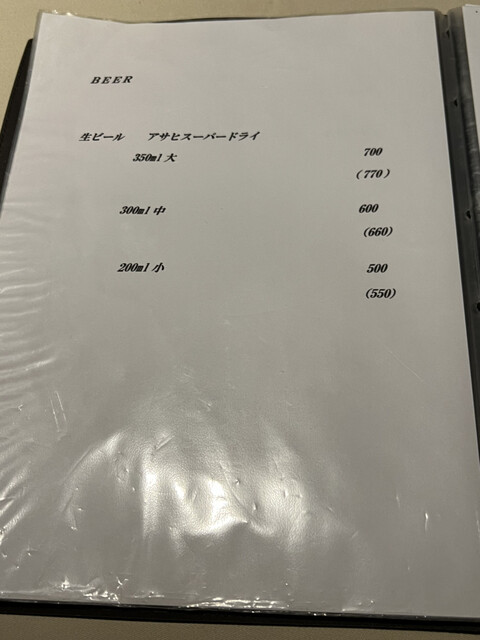 BEER
生ビール アサヒスーパードライ
350ml 大 700
(770)
300ml 中 600
(660)
200ml 小 500
(550)